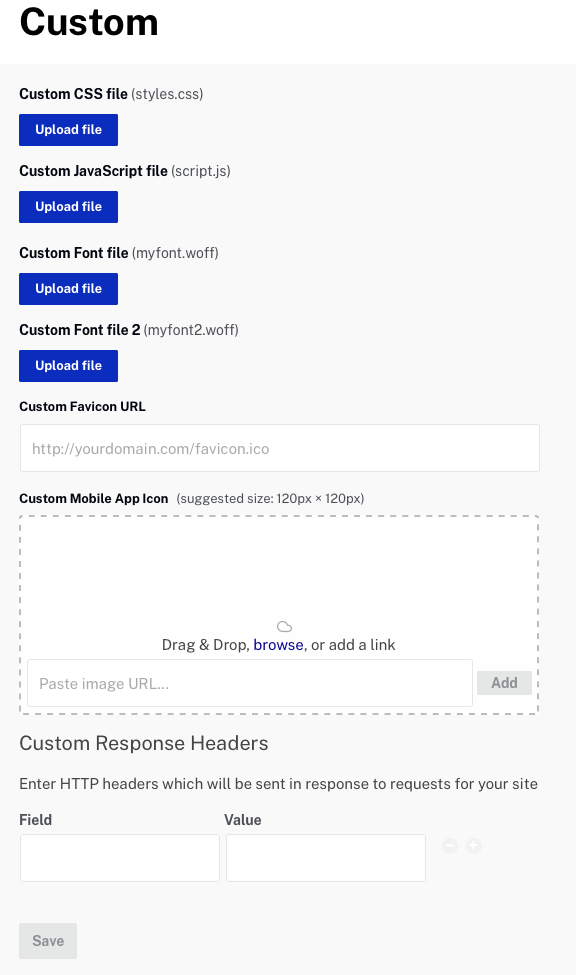 Custom
Custom CSS file (styles.css)
Upload file
Custom JavaScript file (script.js)
Upload file
Custom Font file (myfont.woff)
Upload file
Custom Font file 2 (myfont2.woff)
Upload file
Custom Favicon URL
http://yourdomain.com/favicon.ico
Custom Mobile App Icon (suggested size: 120px × 120px)
Drag & Drop, browse, or add a link
Paste image URL... Add
Custom Response Headers
Enter HTTP headers which will be sent in response to requests for your site
Field Value
Save